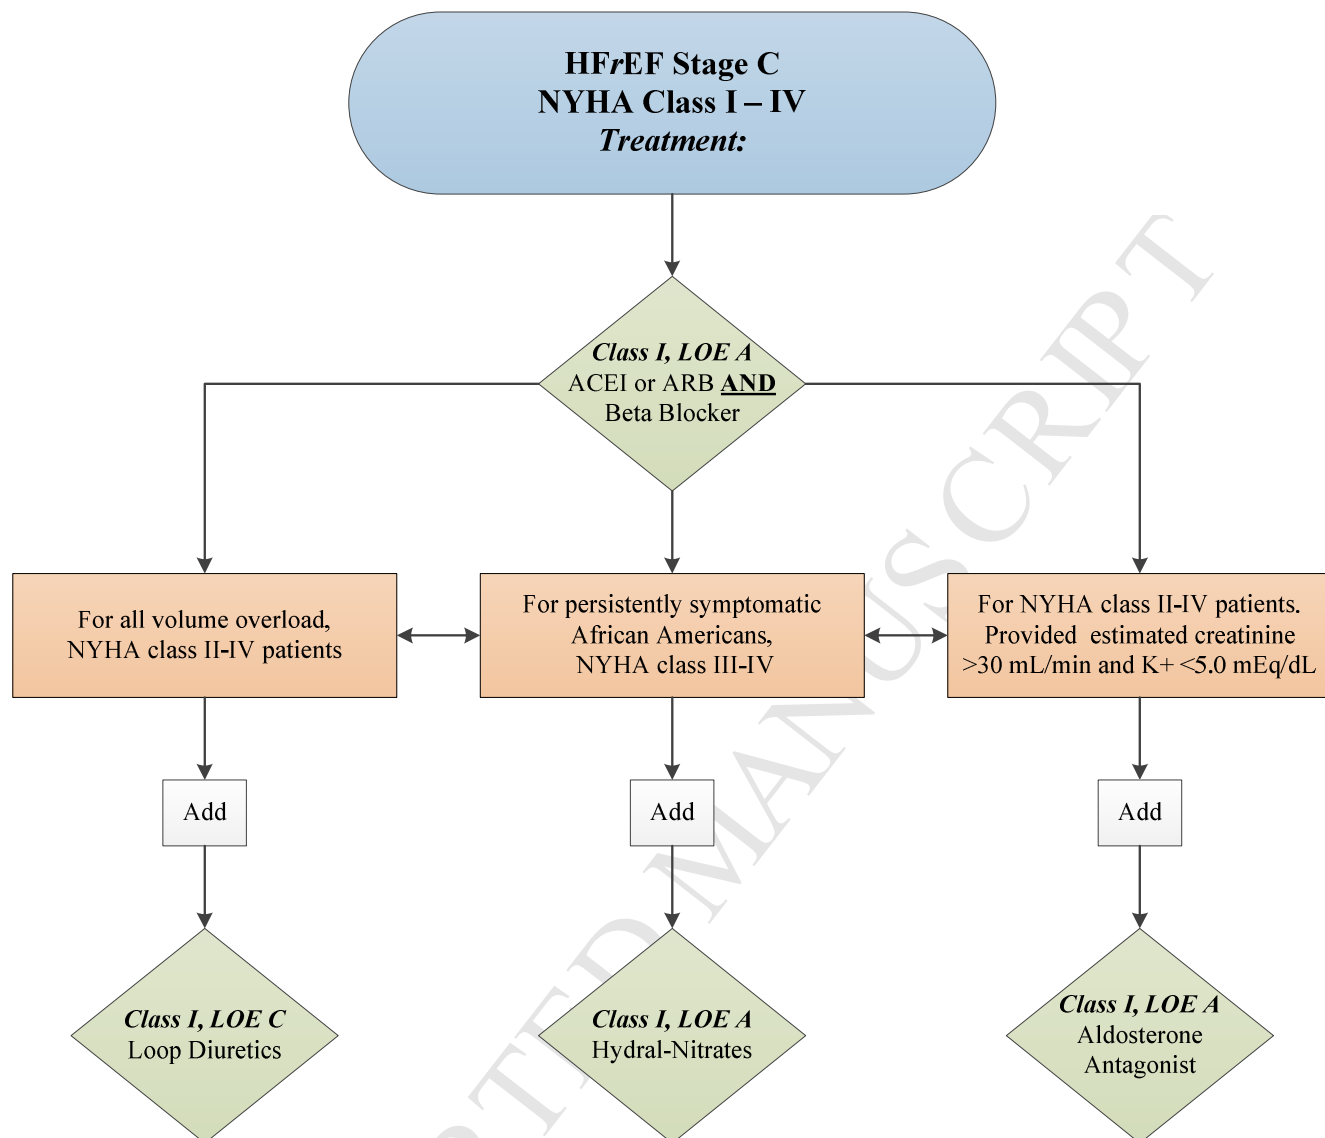 HFrEF Stage C
NYHA Class I – IV
Treatment:
Class I, LOE A
ACEI or ARB AND
Beta Blocker
For all volume overload,
NYHA class II-IV patients
For persistently symptomatic
African Americans,
NYHA class III-IV
For NYHA class II-IV patients.
Provided estimated creatinine
>30 mL/min and K+ <5.0 mEq/dL
Add
Add
Add
Class I, LOE C
Loop Diuretics
Class I, LOE A
Hydral-Nitrates
Class I, LOE A
Aldosterone
Antagonist
PTED MANUSCRIPT